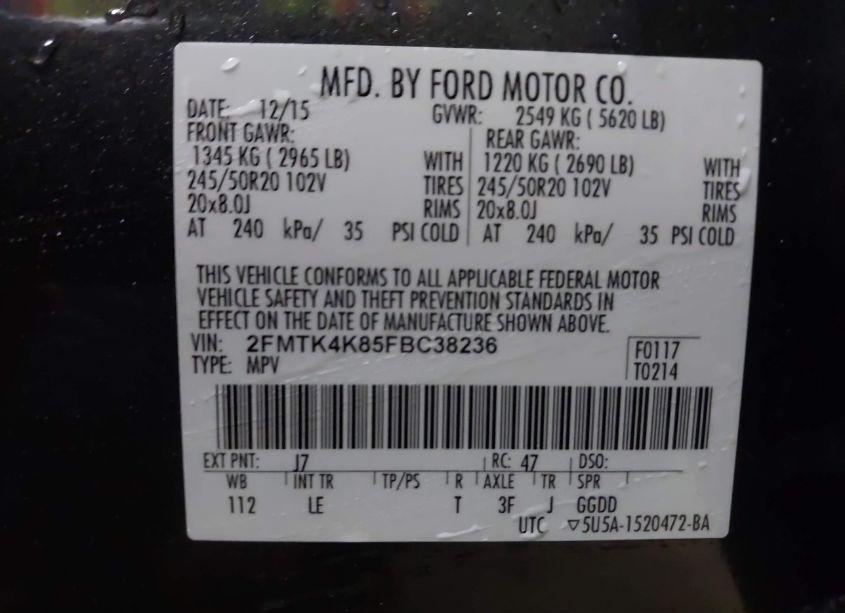 MFD. BY FORD MOTOR CO.
DATE: 12/15 GVWR: 2549 KG ( 5620 LB)
FRONT GAWR: REAR GAWR:
1345 KG ( 2965 LB) WITH 1220 KG ( 2690 LB) WITH
245/50R20 102V TIRES 245/50R20 102V TIRES
20x8.0J RIMS 20x8.0J RIMS
AT 240 kPa/ 35 PSI COLD AT 240 kPa/ 35 PSI COLD
THIS VEHICLE CONFORMS TO ALL APPLICABLE FEDERAL MOTOR
VEHICLE SAFETY AND THEFT PREVENTION STANDARDS IN
EFFECT ON THE DATE OF MANUFACTURE SHOWN ABOVE.
VIN: 2FMTK4K85FBC38236 F0117
TYPE: MPV T0214
EXT PNT: J7 RC: 47 DSO:
WB INT TR TP/PS R AXLE TR SPR
112 LE T 3F J GGDD
UTC ▽5U5A-1520472-BA